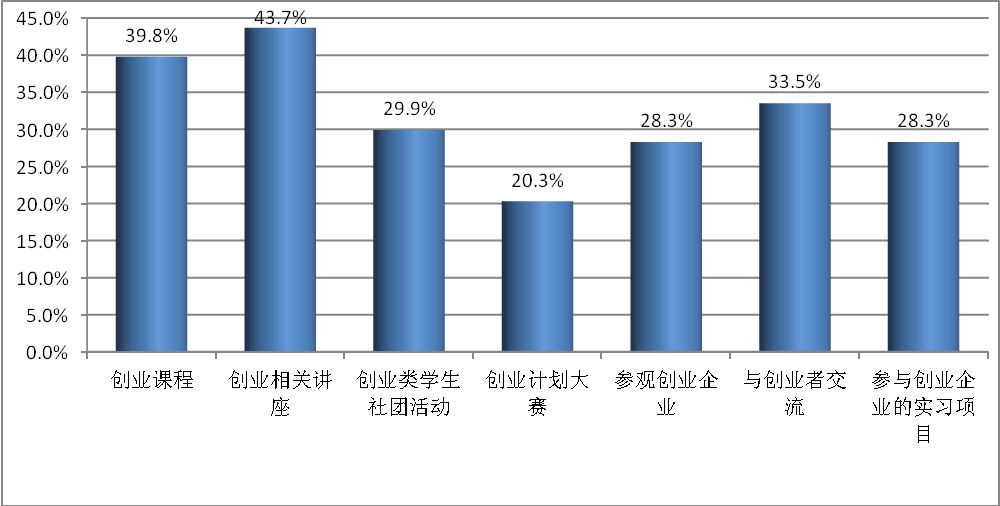 45.0%
40.0%
35.0%
30.0%
25.0%
20.0%
15.0%
10.0%
5.0%
0.0%
39.8%
43.7%
29.9%
20.3%
28.3%
33.5%
28.3%
创业课程
创业相关讲
座
创业类学生
社团活动
创业计划大
赛
参观创业企
业
与创业者交
流
参与创业企
业的实习项
目